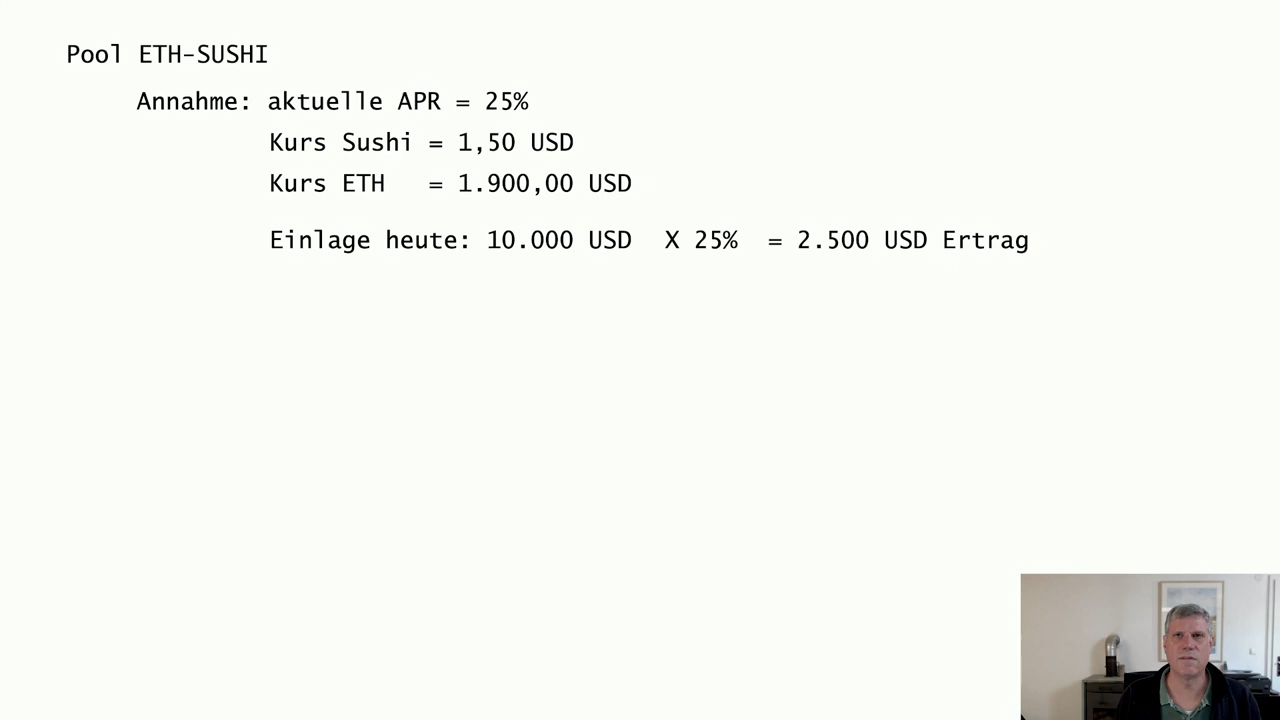 Pool ETH-SUSHI
Annahme: aktuelle APR = 25%
Kurs Sushi = 1,50 USD
Kurs ETH = 1.900,00 USD
Einlage heute: 10.000 USD X 25% = 2.500 USD Ertrag